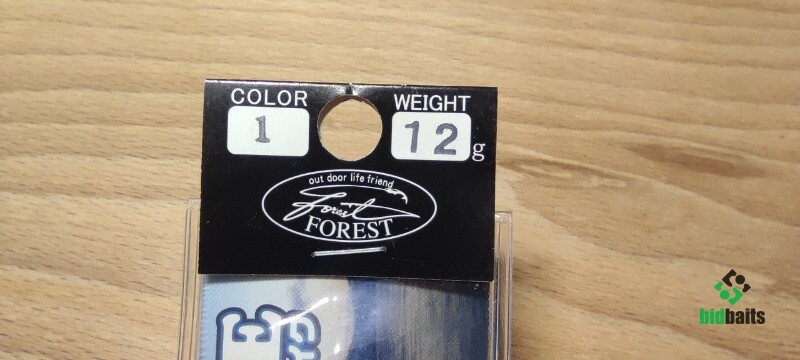 COLOR WEIGHT
1 12g
out door life friend
Forest
FOREST
bidbaits